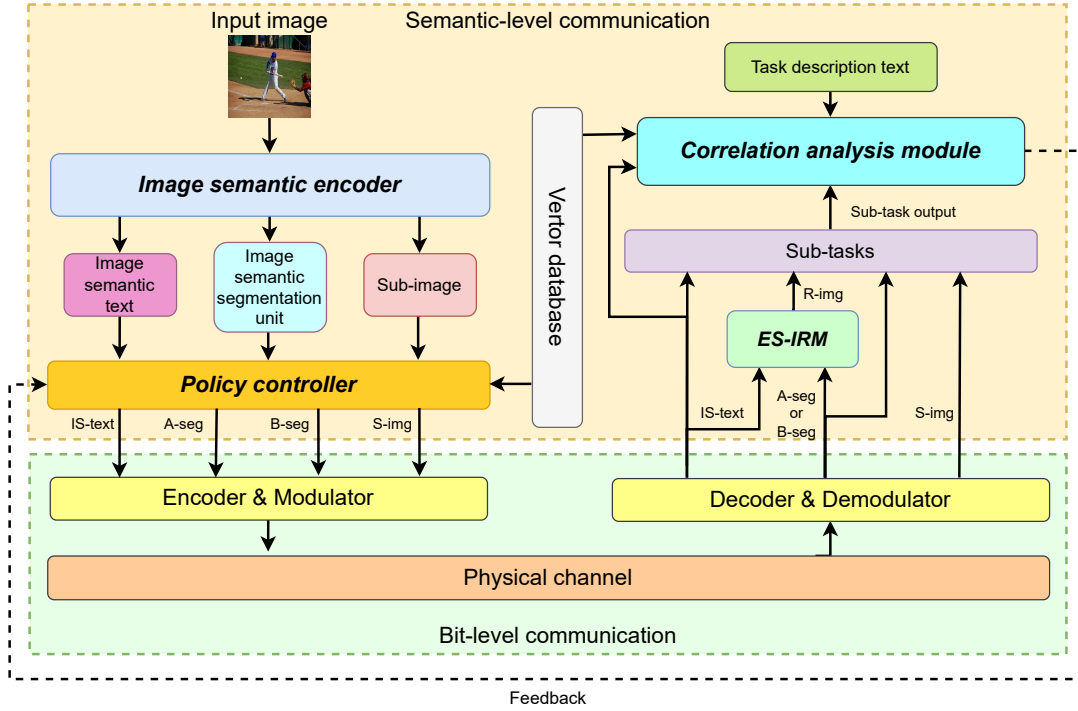 Input image
Semantic-level communication
Task description text
Correlation analysis module
Image semantic encoder
Vertor database
Sub-task output
Sub-tasks
Image
semantic
text
Image
semantic
segmentation
unit
Sub-image
R-img
ES-IRM
Policy controller
IS-text
A-seg
B-seg
S-img
IS-text
A-seg
or
B-seg
S-img
Encoder & Modulator
Decoder & Demodulator
Physical channel
Bit-level communication
Feedback